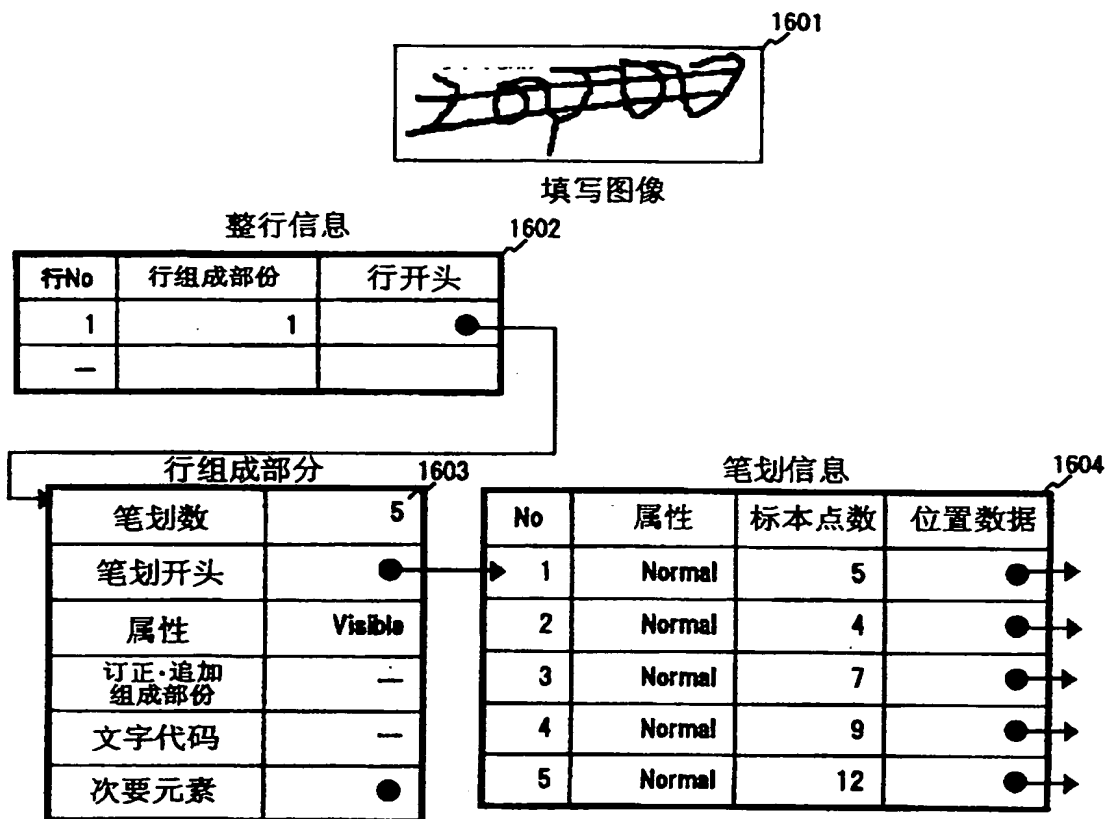 1601
填写图像
整行信息 1602
行No 行组成部份 行开头
1 1
—
行组成部分 1603
笔划数 5
笔划开头
属性 Visible
订正·追加
组成部份 —
文字代码 —
次要元素
笔划信息 1604
No 属性 标本点数 位置数据
1 Normal 5
2 Normal 4
3 Normal 7
4 Normal 9
5 Normal 12